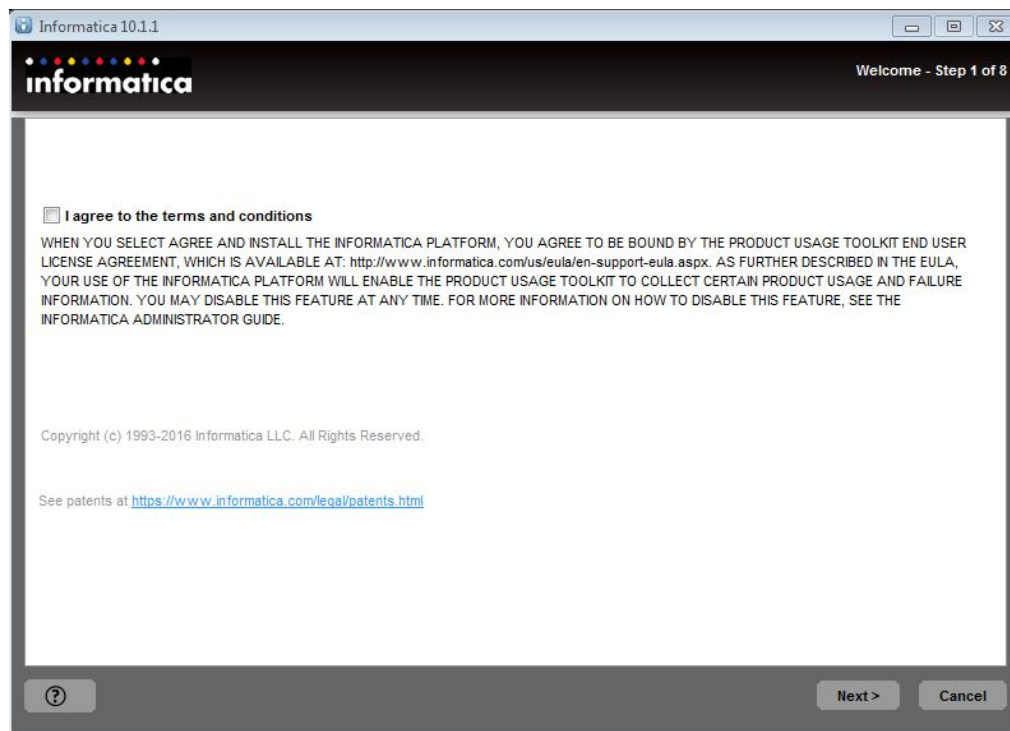 Informatica 10.1.1
informatica
Welcome - Step 1 of 8
I agree to the terms and conditions
WHEN YOU SELECT AGREE AND INSTALL THE INFORMATICA PLATFORM, YOU AGREE TO BE BOUND BY THE PRODUCT USAGE TOOLKIT END USER
LICENSE AGREEMENT, WHICH IS AVAILABLE AT: http://www.informatica.com/us/eula/en-support-eula.aspx. AS FURTHER DESCRIBED IN THE EULA,
YOUR USE OF THE INFORMATICA PLATFORM WILL ENABLE THE PRODUCT USAGE TOOLKIT TO COLLECT CERTAIN PRODUCT USAGE AND FAILURE
INFORMATION. YOU MAY DISABLE THIS FEATURE AT ANY TIME. FOR MORE INFORMATION ON HOW TO DISABLE THIS FEATURE, SEE THE
INFORMATICA ADMINISTRATOR GUIDE.
Copyright (c) 1993-2016 Informatica LLC. All Rights Reserved.
See patents at https://www.informatica.com/legal/patents.html
?
Next >
Cancel